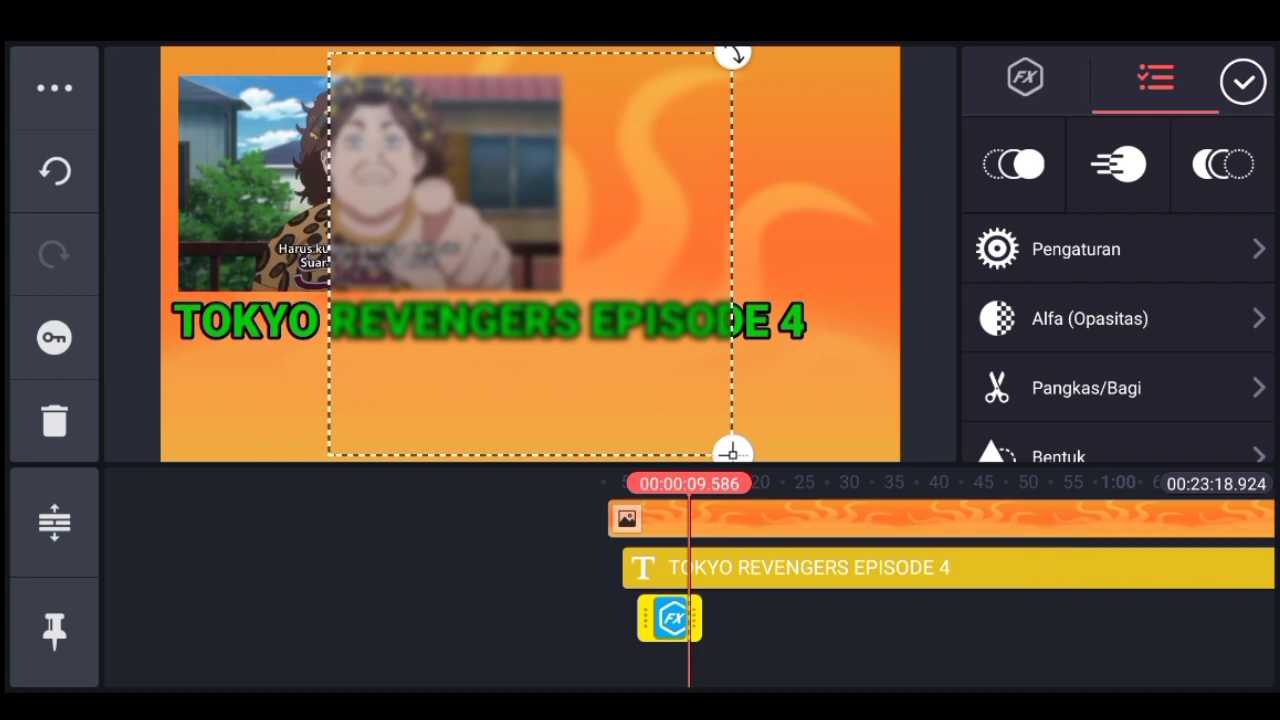 FX
Harus ku
Suar
TOKYO REVENGERS EPISODE 4
Pengaturan
Alfa (Opasitas)
Pangkas/Bagi
Bentuk
00:00:09.586
20 25 30 35 40 45 50 55 1:00
00:23:18.924
T TOKYO REVENGERS EPISODE 4
FX